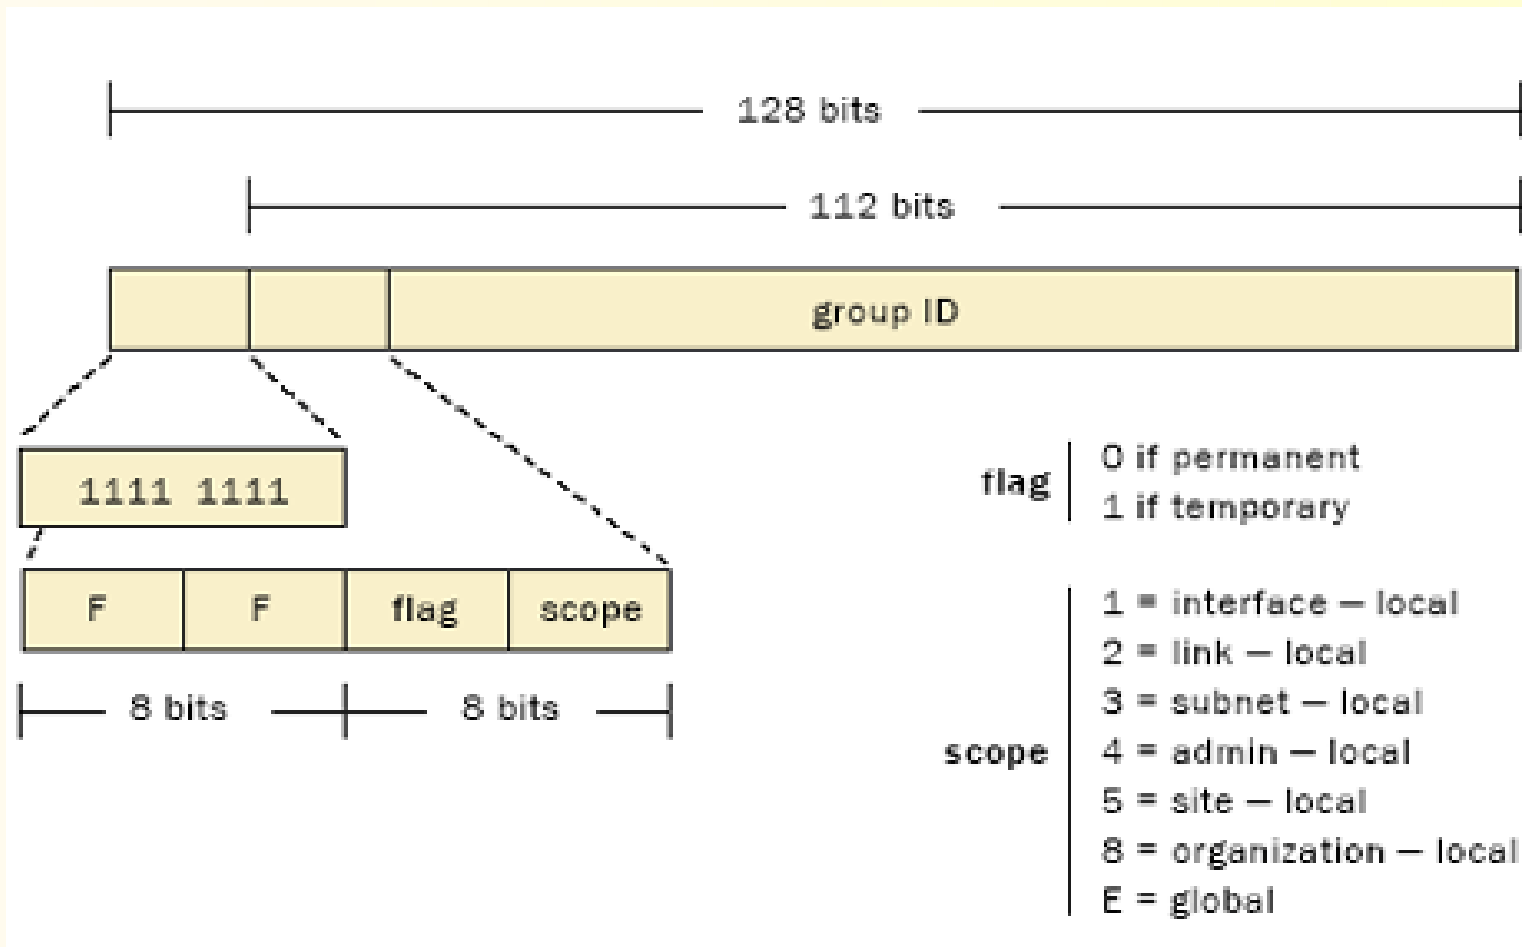 128 bits
112 bits
group ID
1111 1111
F F flag scope
8 bits 8 bits
flag
0 if permanent
1 if temporary
scope
1 = interface – local
2 = link – local
3 = subnet – local
4 = admin – local
5 = site – local
8 = organization – local
E = global